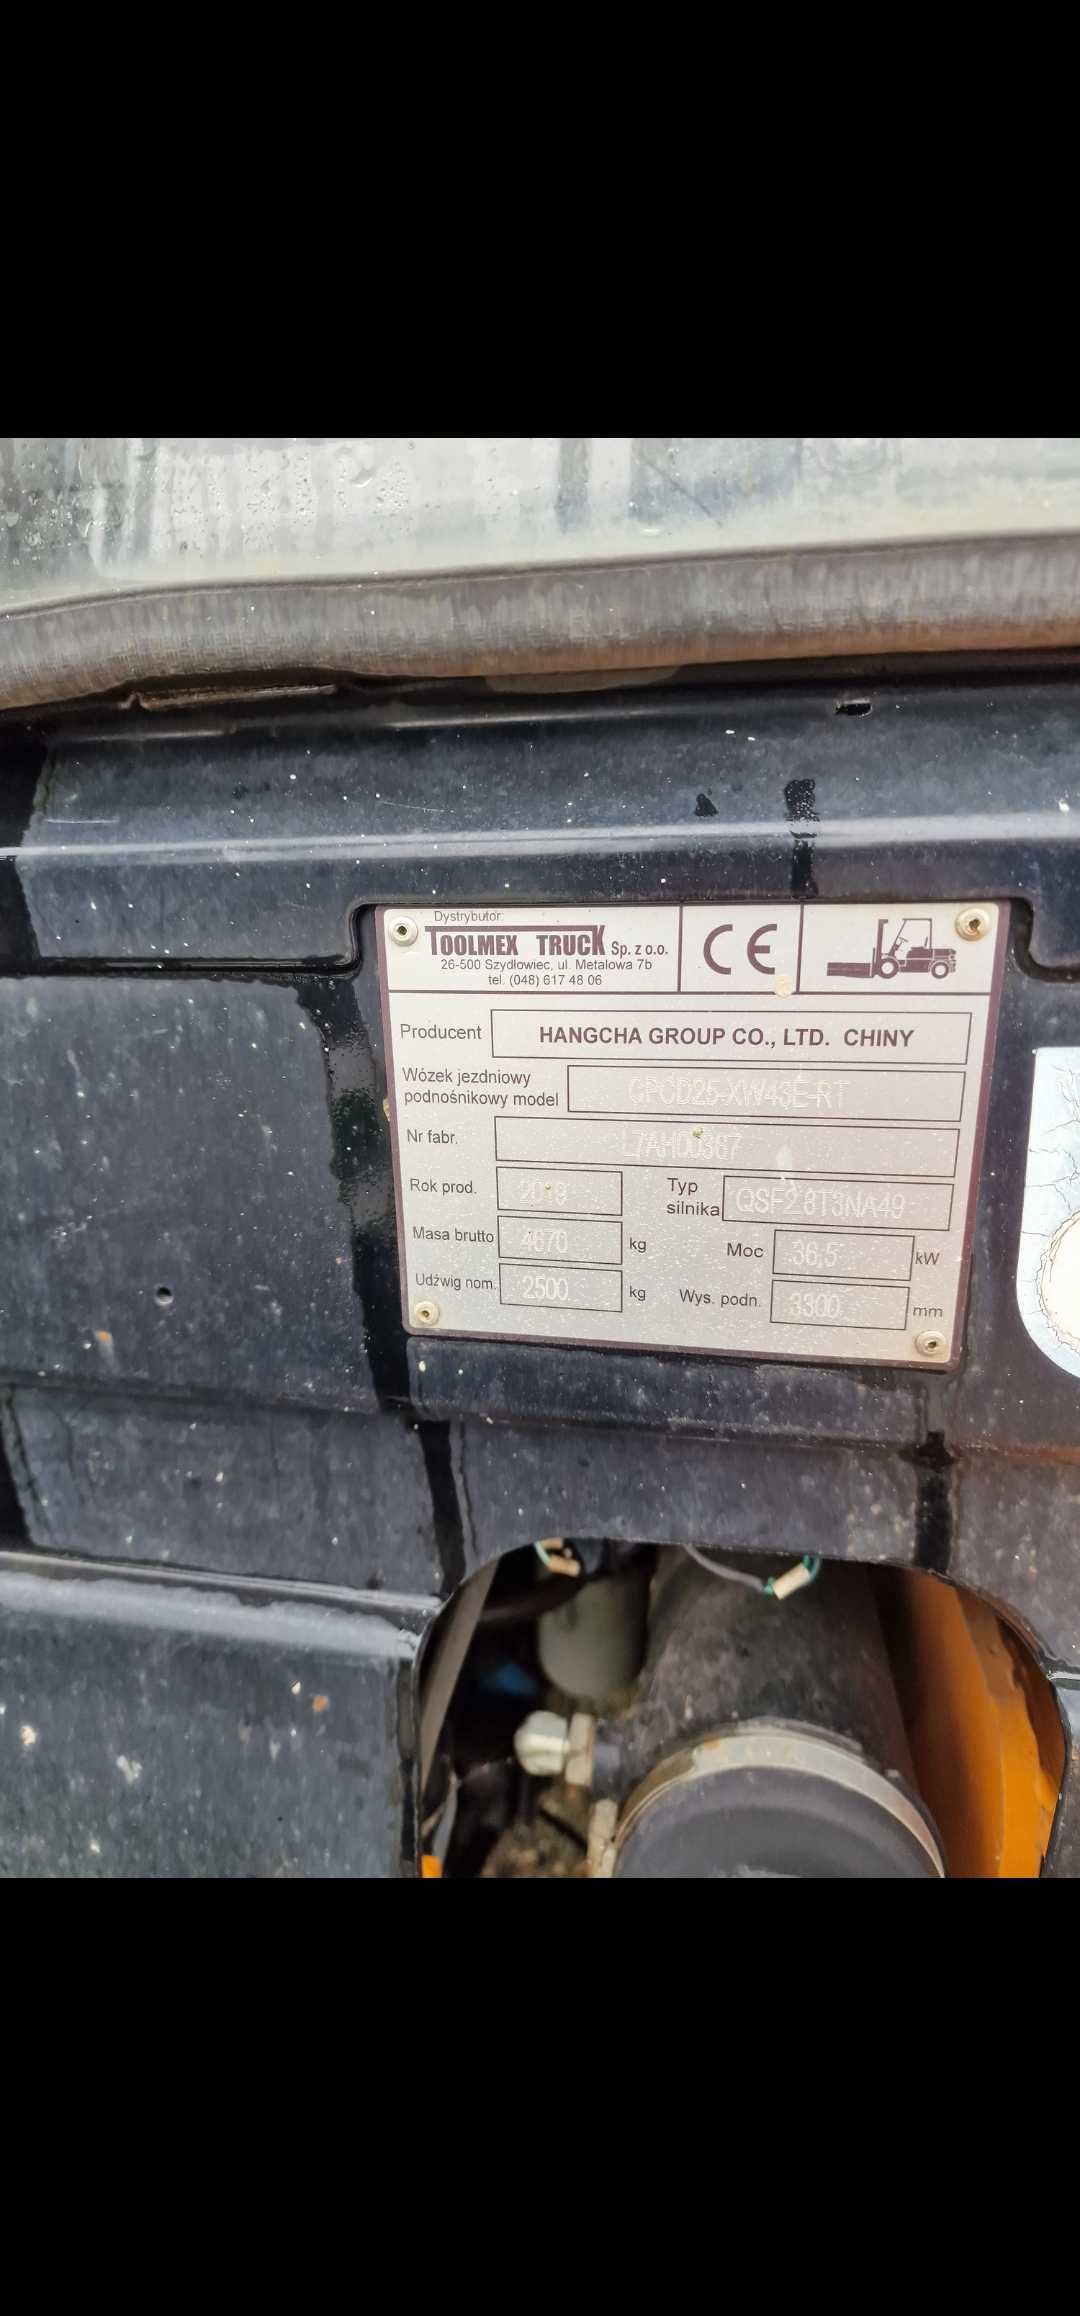 Dystrybutor:
TOOLMEX TRUCK Sp. z o.o.
26-500 Szydłowiec, ul. Metalowa 7b
tel. (048) 617 48 06
CE
Producent HANGCHA GROUP CO., LTD. CHINY
Wózek jezdniowy
podnośnikowy model CPCD25-XW43E-RT
Nr fabr. L7AH00367
Rok prod. 2019
Typ
silnika QSF2.8T3NA49
Masa brutto 4670 kg
Moc 36,5 kW
Udźwig nom. 2500 kg
Wys. podn. 3300 mm